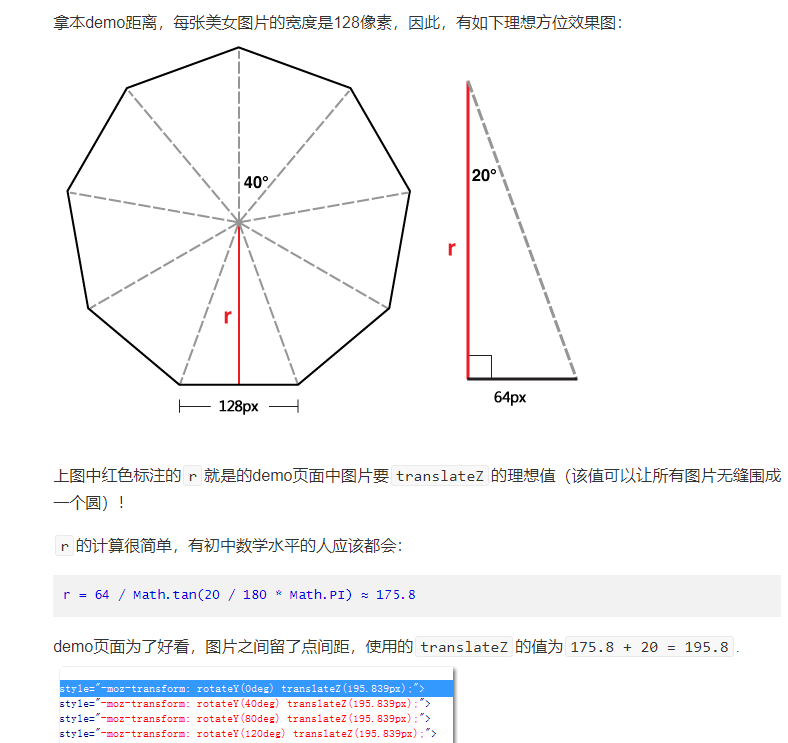 拿本demo距离，每张美女图片的宽度是128像素，因此，有如下理想方位效果图：
40°
20°
r
r
64px
128px
上图中红色标注的 r 就是的demo页面中图片要 translateZ 的理想值（该值可以让所有图片无缝围成
一个圆）！
r 的计算很简单，有初中数学水平的人应该都会：
r = 64 / Math.tan(20 / 180 * Math.PI) ≈ 175.8
demo页面为了好看，图片之间留了点间距，使用的 translateZ 的值为 175.8 + 20 = 195.8 .
style="-moz-transform: rotateY(0deg) translateZ(195.839px);">
style="-moz-transform: rotateY(40deg) translateZ(195.839px);">
style="-moz-transform: rotateY(80deg) translateZ(195.839px);">
style="-moz-transform: rotateY(120deg) translateZ(195.839px);">